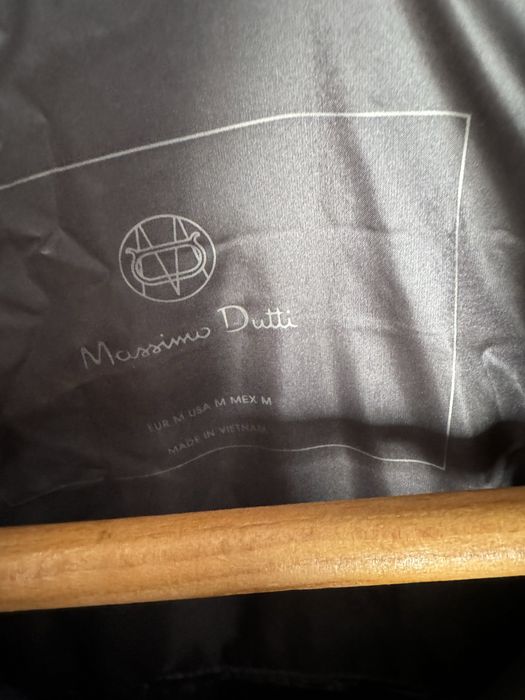 Massimo Dutti
EUR M USA M MEX M
MADE IN VIETNAM